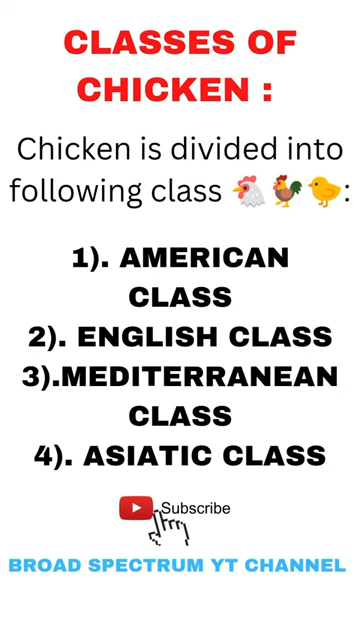 CLASSES OF
CHICKEN :
Chicken is divided into
following class 🐔🐓🐤:
1). AMERICAN
CLASS
2). ENGLISH CLASS
3).MEDITERRANEAN
CLASS
4). ASIATIC CLASS
Subscribe
BROAD SPECTRUM YT CHANNEL